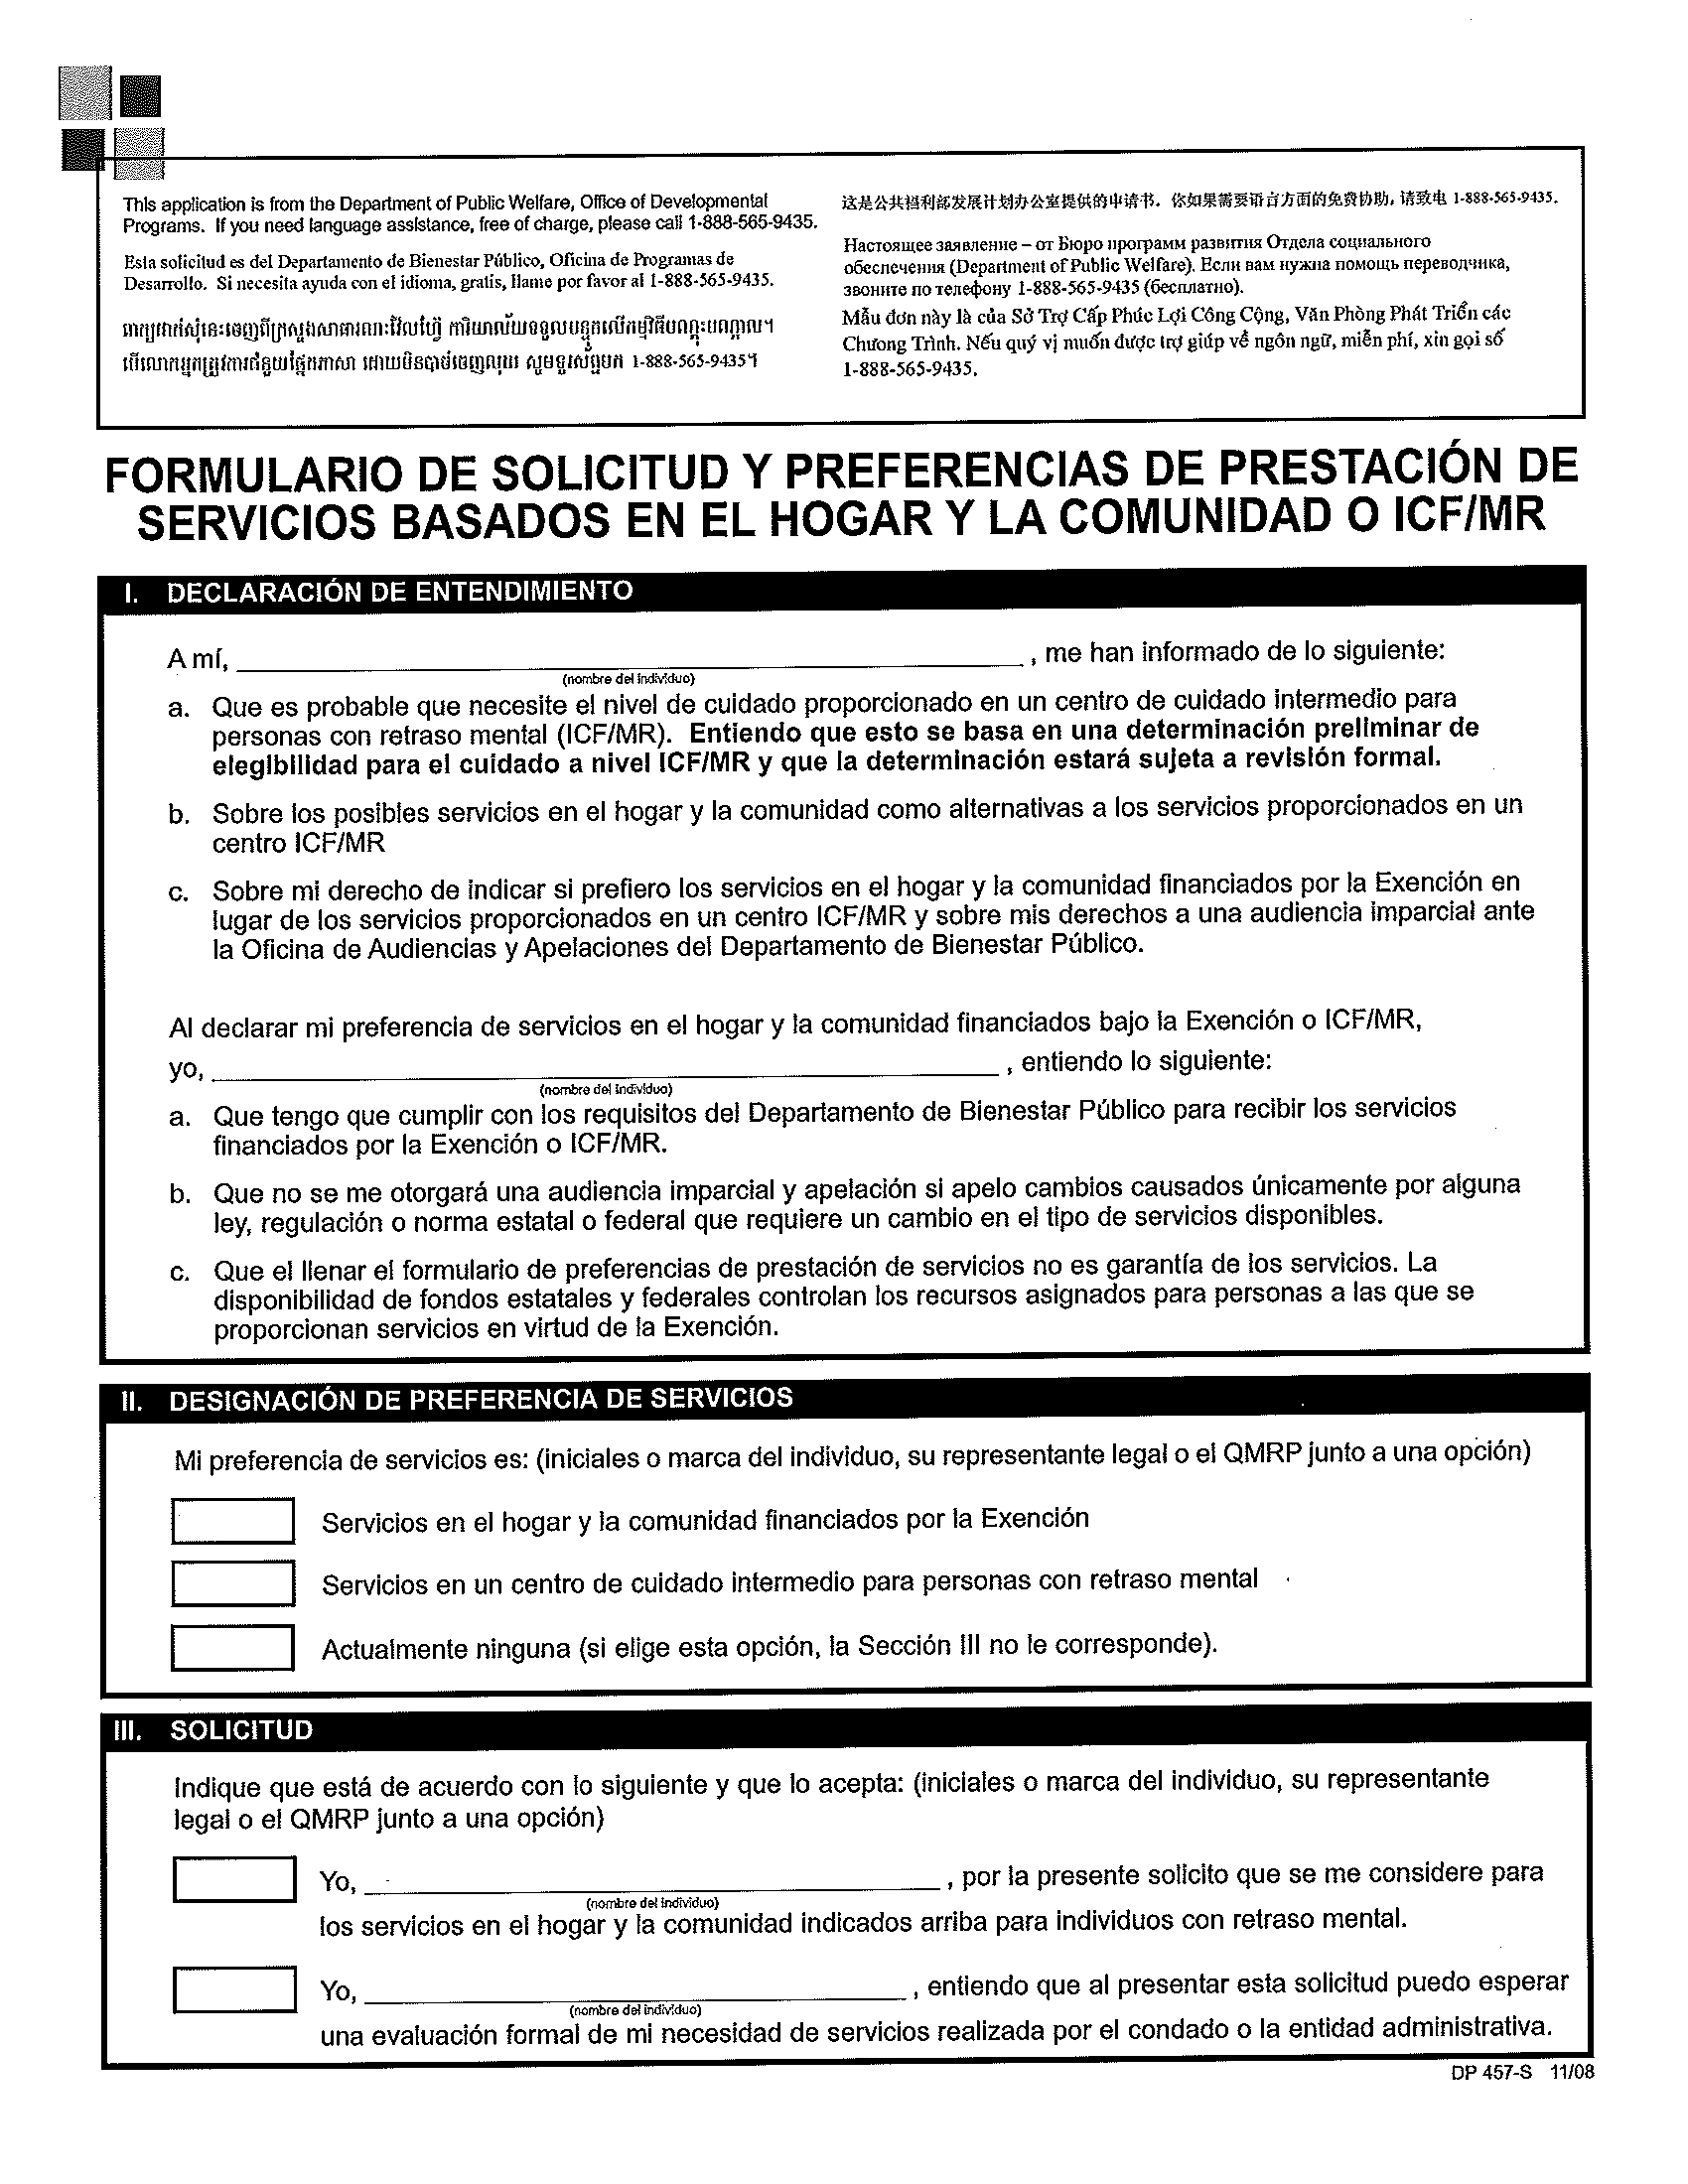 This application is from the Department of Public Welfare, Office of Developmental
Programs. If you need language assistance, free of charge, please call 1-888-565-9435.
Esta solicitud es del Departamento de Bienestar Público, Oficina de Programas de
Desarrollo. Si necesita ayuda con el idioma, gratis, llame por favor al 1-888-565-9435.
1-888-565-9435។
这是公共福利部发展计划办公室提供的申请书。你如果需要语言方面的免费协助，请致电 1-888-565-9435.
Настоящее заявление – от Бюро программ развития Отдела социального
обеспечения (Department of Public Welfare). Если вам нужна помощь переводчика,
звоните по телефону 1-888-565-9435 (бесплатно).
Mẫu đơn này là của Sở Trợ Cấp Phúc Lợi Công Cộng, Văn Phòng Phát Triển các
Chương Trình. Nếu quý vị muốn được trợ giúp về ngôn ngữ, miễn phí, xin gọi số
1-888-565-9435.
FORMULARIO DE SOLICITUD Y PREFERENCIAS DE PRESTACIÓN DE
SERVICIOS BASADOS EN EL HOGAR Y LA COMUNIDAD O ICF/MR
I. DECLARACIÓN DE ENTENDIMIENTO
A mí, , me han informado de lo siguiente:
(nombre del individuo)
a. Que es probable que necesite el nivel de cuidado proporcionado en un centro de cuidado intermedio para
personas con retraso mental (ICF/MR). Entiendo que esto se basa en una determinación preliminar de
elegibilidad para el cuidado a nivel ICF/MR y que la determinación estará sujeta a revisión formal.
b. Sobre los posibles servicios en el hogar y la comunidad como alternativas a los servicios proporcionados en un
centro ICF/MR
c. Sobre mi derecho de indicar si prefiero los servicios en el hogar y la comunidad financiados por la Exención en
lugar de los servicios proporcionados en un centro ICF/MR y sobre mis derechos a una audiencia imparcial ante
la Oficina de Audiencias y Apelaciones del Departamento de Bienestar Público.
Al declarar mi preferencia de servicios en el hogar y la comunidad financiados bajo la Exención o ICF/MR,
yo, , entiendo lo siguiente:
(nombre del individuo)
a. Que tengo que cumplir con los requisitos del Departamento de Bienestar Público para recibir los servicios
financiados por la Exención o ICF/MR.
b. Que no se me otorgará una audiencia imparcial y apelación si apelo cambios causados únicamente por alguna
ley, regulación o norma estatal o federal que requiere un cambio en el tipo de servicios disponibles.
c. Que el llenar el formulario de preferencias de prestación de servicios no es garantía de los servicios. La
disponibilidad de fondos estatales y federales controlan los recursos asignados para personas a las que se
proporcionan servicios en virtud de la Exención.
II. DESIGNACIÓN DE PREFERENCIA DE SERVICIOS
Mi preferencia de servicios es: (iniciales o marca del individuo, su representante legal o el QMRP junto a una opción)
Servicios en el hogar y la comunidad financiados por la Exención
Servicios en un centro de cuidado intermedio para personas con retraso mental
Actualmente ninguna (si elige esta opción, la Sección III no le corresponde).
III. SOLICITUD
Indique que está de acuerdo con lo siguiente y que lo acepta: (iniciales o marca del individuo, su representante
legal o el QMRP junto a una opción)
Yo, , por la presente solicito que se me considere para
(nombre del individuo)
los servicios en el hogar y la comunidad indicados arriba para individuos con retraso mental.
Yo, , entiendo que al presentar esta solicitud puedo esperar
(nombre del individuo)
una evaluación formal de mi necesidad de servicios realizada por el condado o la entidad administrativa.
DP 457-S 11/08